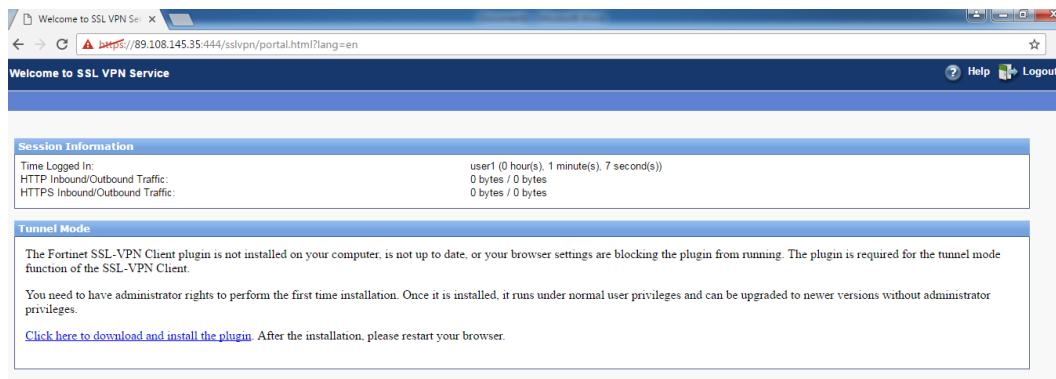 Welcome to SSL VPN Se
https://89.108.145.35:444/sslvpn/portal.html?lang=en
Welcome to SSL VPN Service
Help
Logout
Session Information
Time Logged In: user1 (0 hour(s), 1 minute(s), 7 second(s))
HTTP Inbound/Outbound Traffic: 0 bytes / 0 bytes
HTTPS Inbound/Outbound Traffic: 0 bytes / 0 bytes
Tunnel Mode
The Fortinet SSL-VPN Client plugin is not installed on your computer, is not up to date, or your browser settings are blocking the plugin from running. The plugin is required for the tunnel mode
function of the SSL-VPN Client.
You need to have administrator rights to perform the first time installation. Once it is installed, it runs under normal user privileges and can be upgraded to newer versions without administrator
privileges.
Click here to download and install the plugin. After the installation, please restart your browser.